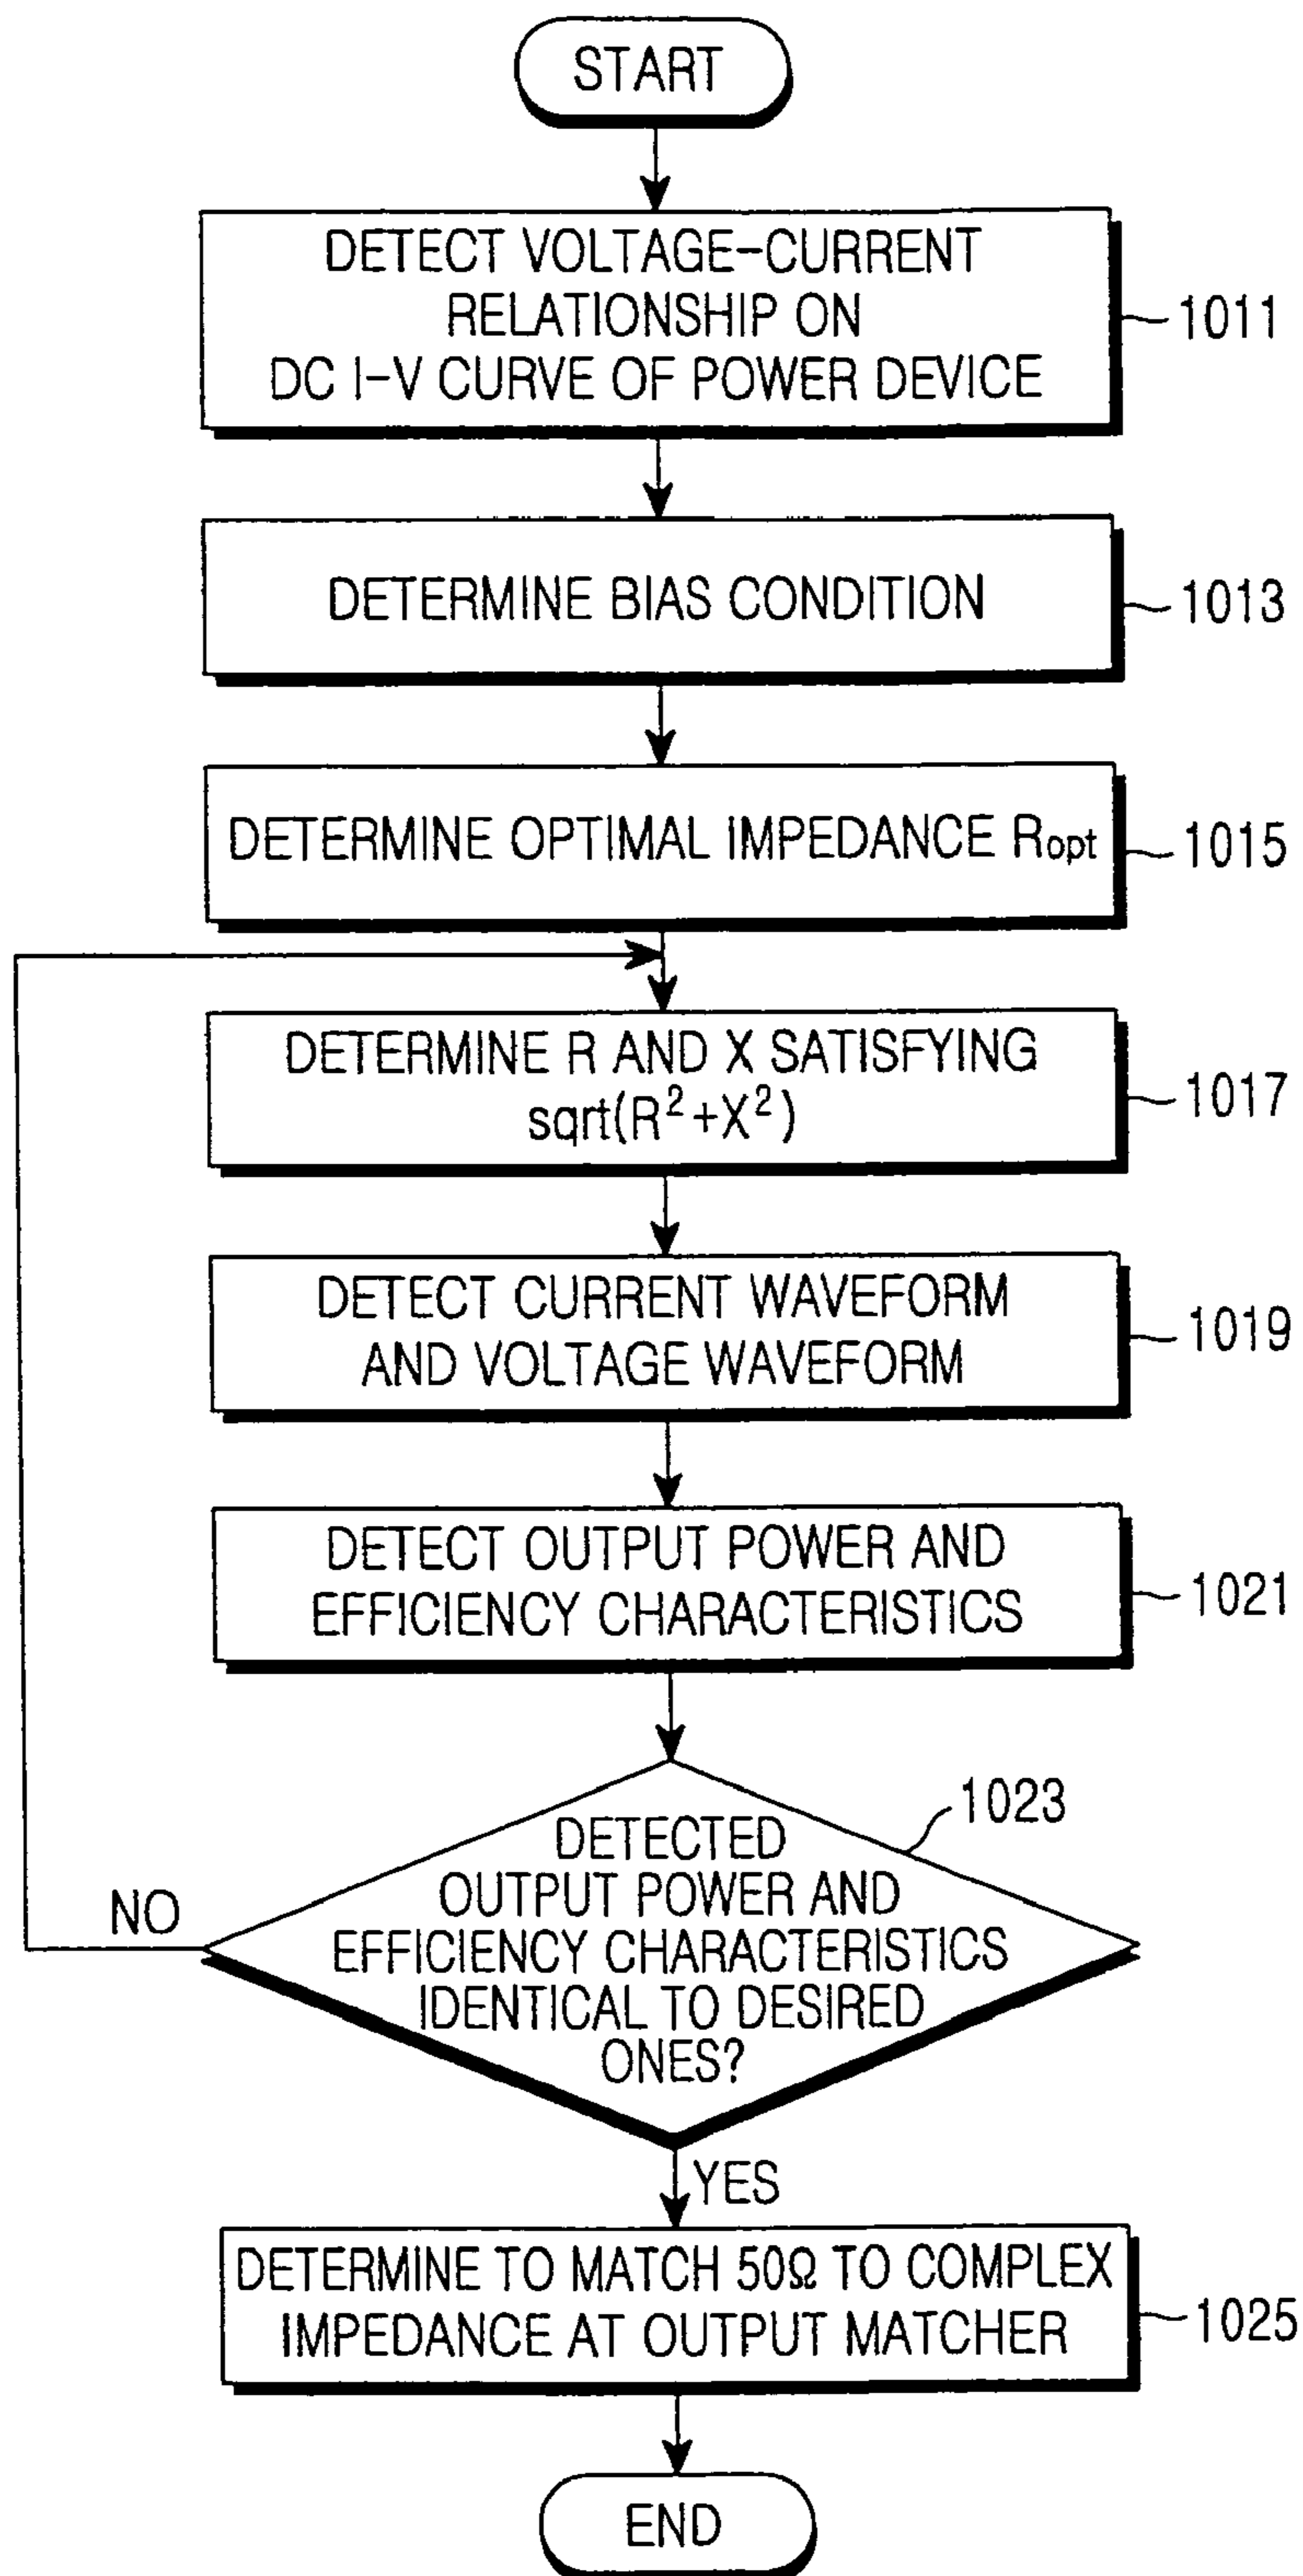 START
DETECT VOLTAGE-CURRENT
RELATIONSHIP ON
DC I-V CURVE OF POWER DEVICE
1011
DETERMINE BIAS CONDITION
1013
DETERMINE OPTIMAL IMPEDANCE Ropt
1015
DETERMINE R AND X SATISFYING
sqrt(R²+X²)
1017
DETECT CURRENT WAVEFORM
AND VOLTAGE WAVEFORM
1019
DETECT OUTPUT POWER AND
EFFICIENCY CHARACTERISTICS
1021
1023
DETECTED
OUTPUT POWER AND
EFFICIENCY CHARACTERISTICS
IDENTICAL TO DESIRED
ONES?
NO
YES
DETERMINE TO MATCH 50Ω TO COMPLEX
IMPEDANCE AT OUTPUT MATCHER
1025
END